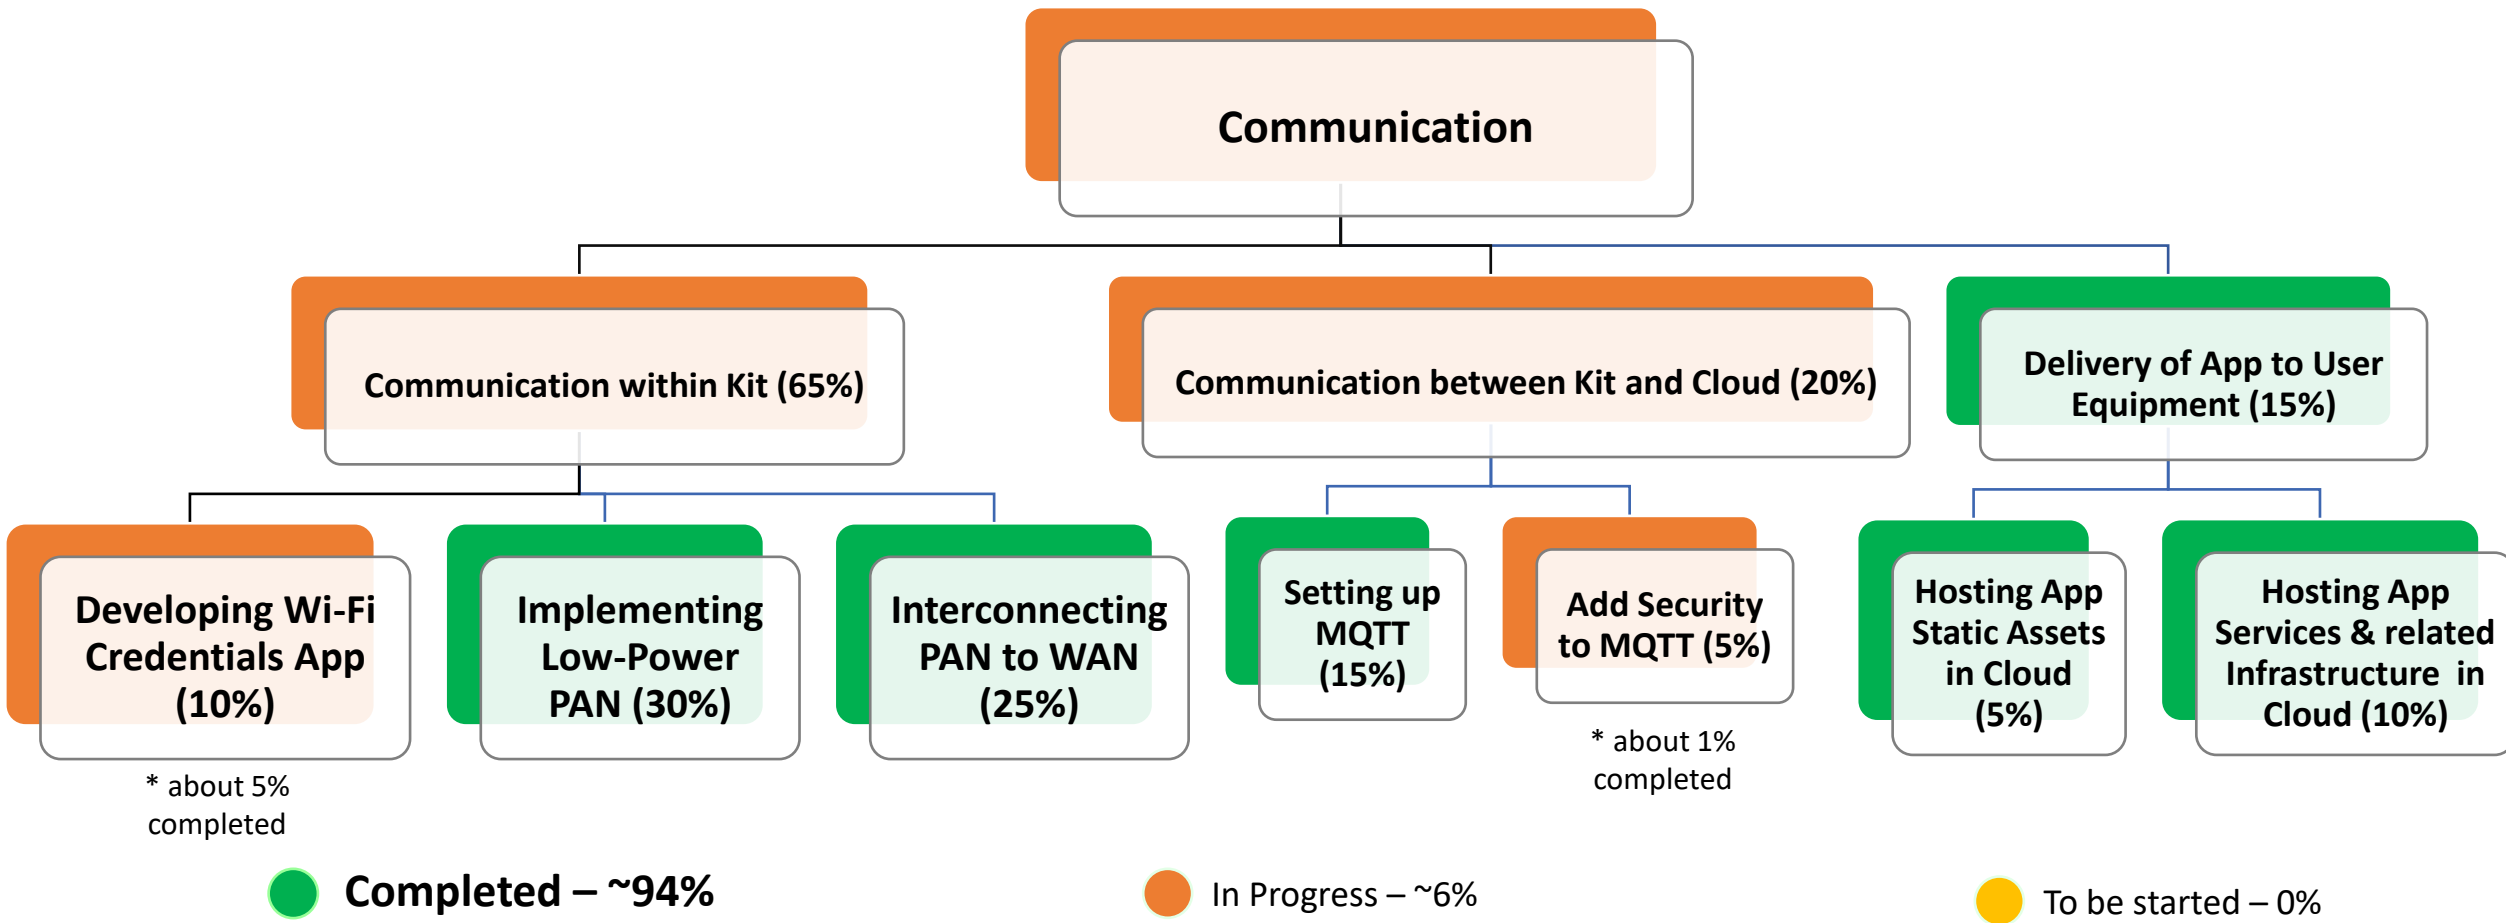 Communication
Communication within Kit (65%)
Communication between Kit and Cloud (20%)
Delivery of App to User
Equipment (15%)
Developing Wi-Fi
Credentials App
(10%)
Implementing
Low-Power
PAN (30%)
Interconnecting
PAN to WAN
(25%)
Setting up
MQTT
(15%)
Add Security
to MQTT (5%)
Hosting App
Static Assets
in Cloud
(5%)
Hosting App
Services & related
Infrastructure in
Cloud (10%)
* about 5%
completed
* about 1%
completed
Completed – ~94%
In Progress – ~6%
To be started – 0%